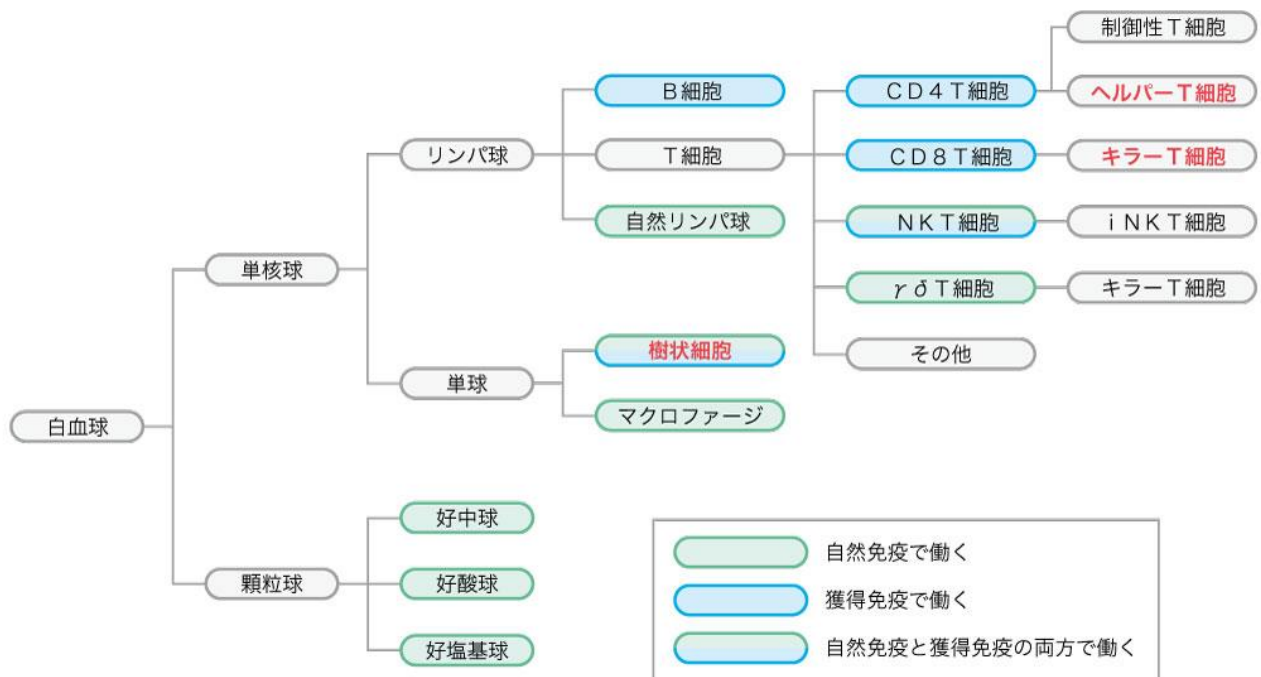 制御性T細胞
B細胞
CD4T細胞
ヘルパーT細胞
リンパ球
T細胞
CD8T細胞
キラーT細胞
自然リンパ球
NKT細胞
iNKT細胞
単核球
γδT細胞
キラーT細胞
樹状細胞
その他
単球
マクロファージ
白血球
好中球
顆粒球
好酸球
好塩基球
自然免疫で働く
獲得免疫で働く
自然免疫と獲得免疫の両方で働く